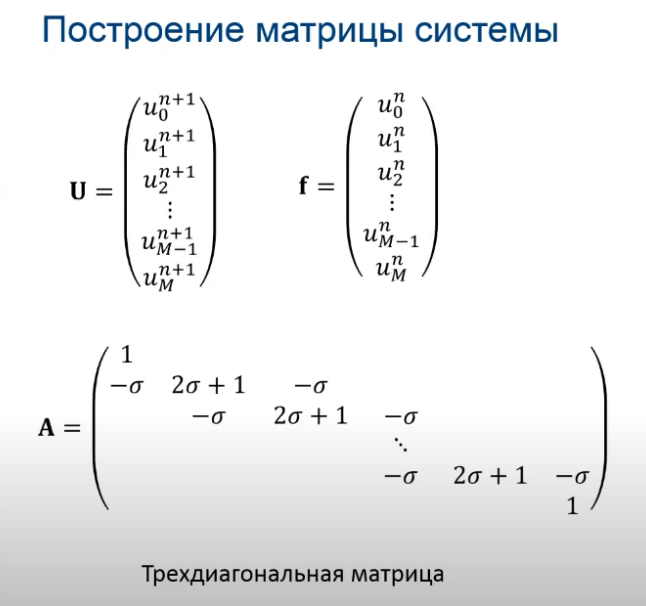 Построение матрицы системы
U = (u_0^{n+1} u_1^{n+1} u_2^{n+1} ⋮ u_{M−1}^{n+1} u_M^{n+1})
f = (u_0^n u_1^n u_2^n ⋮ u_{M−1}^n u_M^n)
A =
1
−σ 2σ + 1 −σ
−σ 2σ + 1 −σ
⋱
−σ 2σ + 1 −σ
1
Трехдиагональная матрица